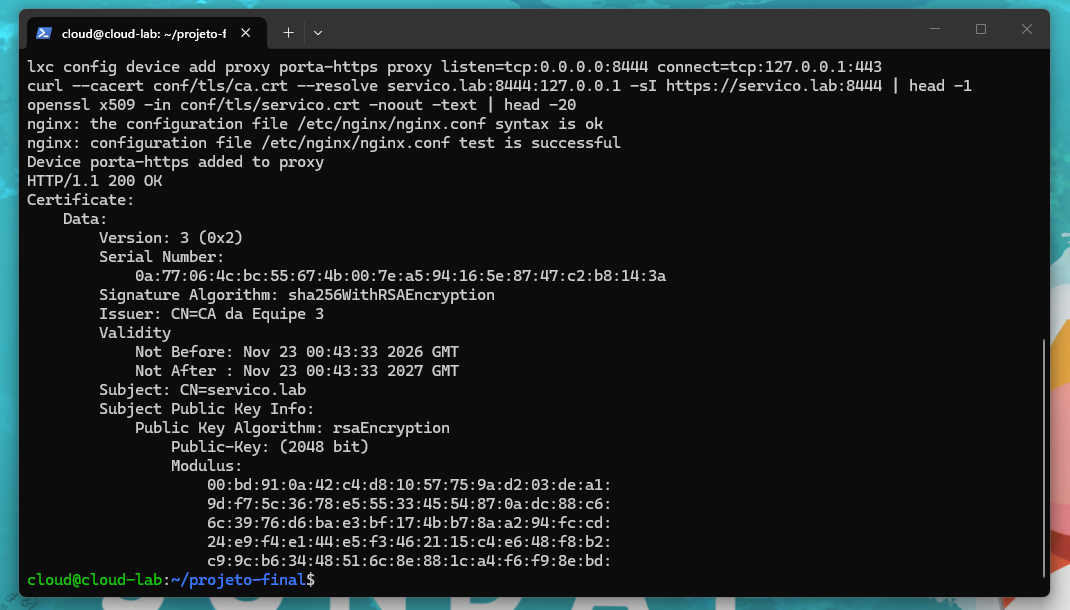 cloud@cloud-lab: ~/projeto-f
lxc config device add proxy porta-https proxy listen=tcp:0.0.0.0:8444 connect=tcp:127.0.0.1:443
curl --cacert conf/tls/ca.crt --resolve servico.lab:8444:127.0.0.1 -sI https://servico.lab:8444 | head -1
openssl x509 -in conf/tls/servico.crt -noout -text | head -20
nginx: the configuration file /etc/nginx/nginx.conf syntax is ok
nginx: configuration file /etc/nginx/nginx.conf test is successful
Device porta-https added to proxy
HTTP/1.1 200 OK
Certificate:
    Data:
        Version: 3 (0x2)
        Serial Number:
            0a:77:06:4c:bc:55:67:4b:00:7e:a5:94:16:5e:87:47:c2:b8:14:3a
        Signature Algorithm: sha256WithRSAEncryption
        Issuer: CN=CA da Equipe 3
        Validity
            Not Before: Nov 23 00:43:33 2026 GMT
            Not After : Nov 23 00:43:33 2027 GMT
        Subject: CN=servico.lab
        Subject Public Key Info:
            Public Key Algorithm: rsaEncryption
                Public-Key: (2048 bit)
                Modulus:
                    00:bd:91:0a:42:c4:d8:10:57:75:9a:d2:03:de:a1:
                    9d:f7:5c:36:78:e5:55:33:45:54:87:0a:dc:88:c6:
                    6c:39:76:d6:ba:e3:bf:17:4b:b7:8a:a2:94:fc:cd:
                    24:e9:f4:e1:44:e5:f3:46:21:15:c4:e6:48:f8:b2:
                    c9:9c:b6:34:48:51:6c:8e:88:1c:a4:f6:f9:8e:bd:
cloud@cloud-lab:~/projeto-final$